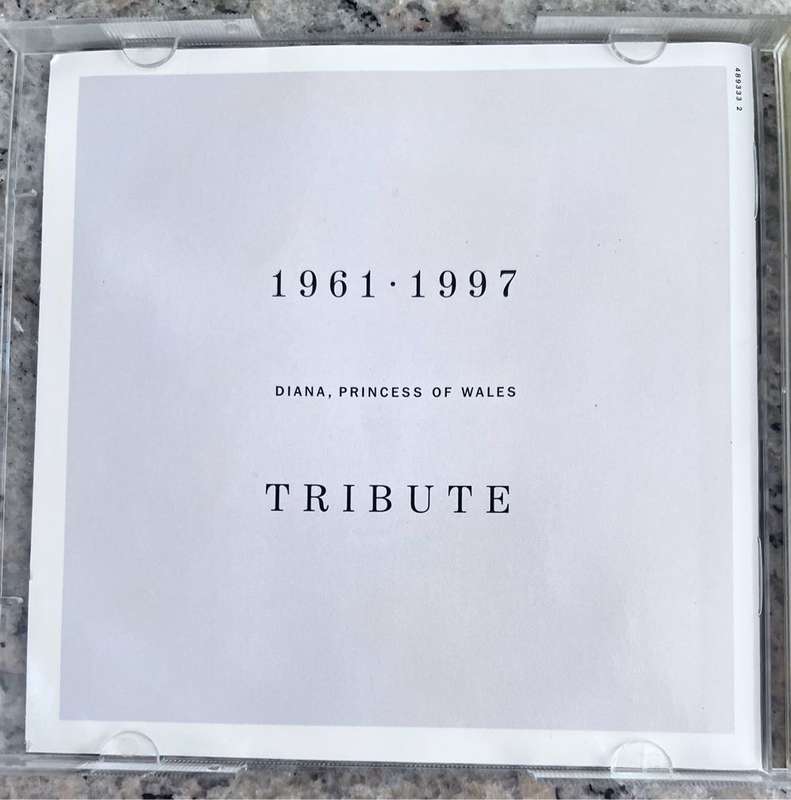 489333 2
1961·1997
DIANA, PRINCESS OF WALES
TRIBUTE